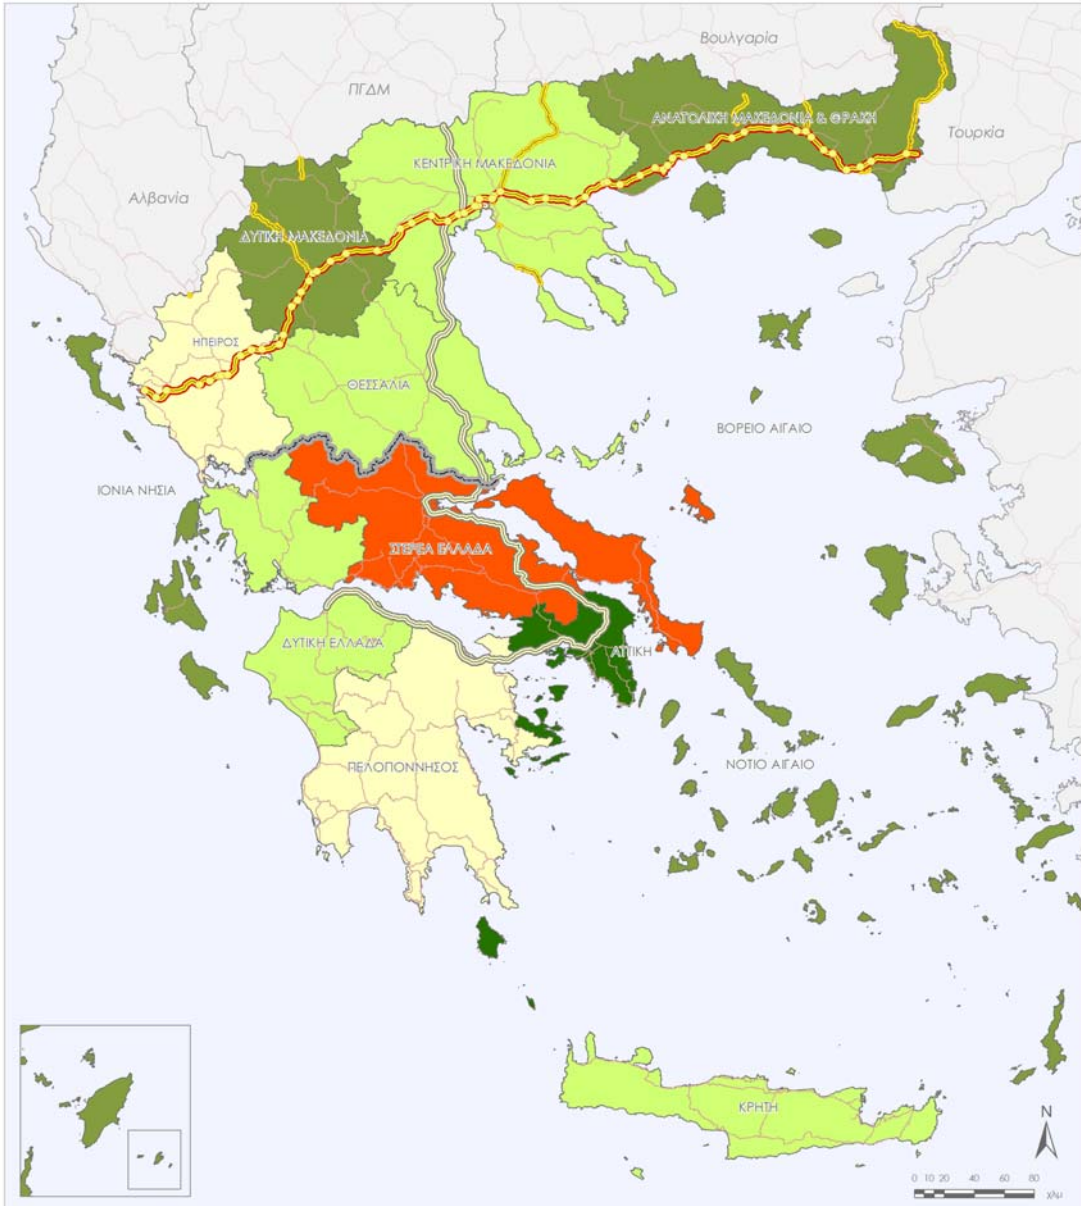 Βουλγαρία
ΠΓΔΜ
ΑΝΑΤΟΛΙΚΗ ΜΑΚΕΔΟΝΙΑ & ΘΡΑΚΗ
Τουρκία
ΚΕΝΤΡΙΚΗ ΜΑΚΕΔΟΝΙΑ
Αλβανία
ΔΥΤΙΚΗ ΜΑΚΕΔΟΝΙΑ
ΗΠΕΙΡΟΣ
ΘΕΣΣΑΛΙΑ
ΒΟΡΕΙΟ ΑΙΓΑΙΟ
ΙΟΝΙΑ ΝΗΣΙΑ
ΣΤΕΡΕΑ ΕΛΛΑΔΑ
ΔΥΤΙΚΗ ΕΛΛΑΔΑ
ΑΤΤΙΚΗ
ΠΕΛΟΠΟΝΝΗΣΟΣ
ΝΟΤΙΟ ΑΙΓΑΙΟ
ΚΡΗΤΗ
N
0 10 20 40 60 80
χλμ